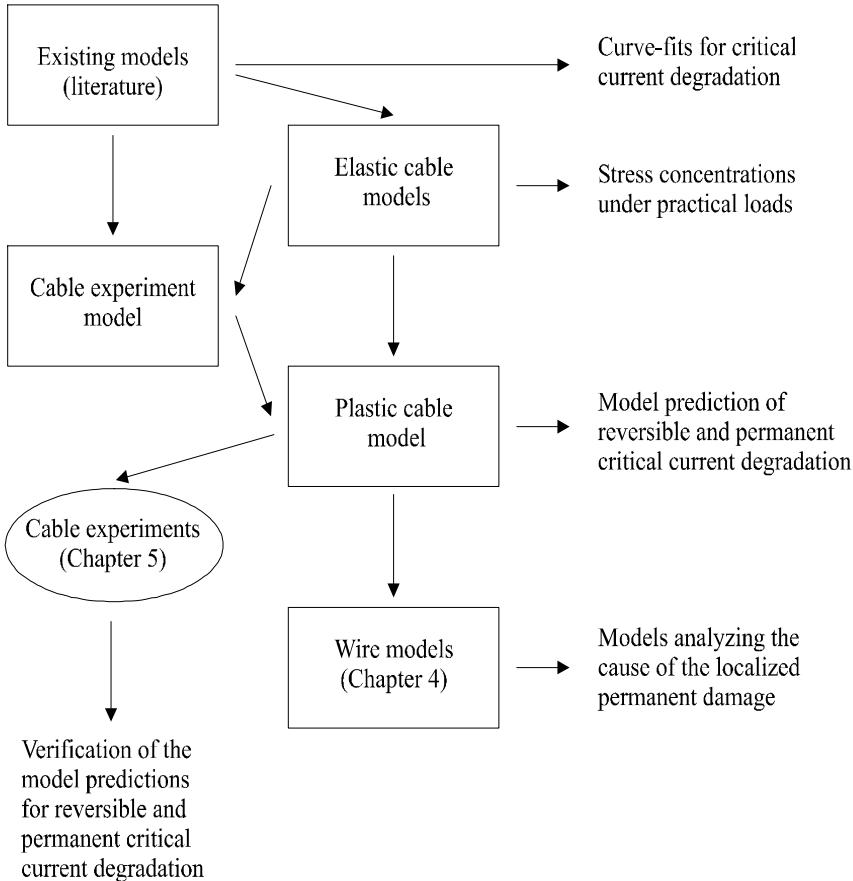 Existing models
(literature)
Curve-fits for critical
current degradation
Elastic cable
models
Stress concentrations
under practical loads
Cable experiment
model
Plastic cable
model
Model prediction of
reversible and permanent
critical current degradation
Cable experiments
(Chapter 5)
Wire models
(Chapter 4)
Models analyzing the
cause of the localized
permanent damage
Verification of the
model predictions
for reversible and
permanent critical
current degradation